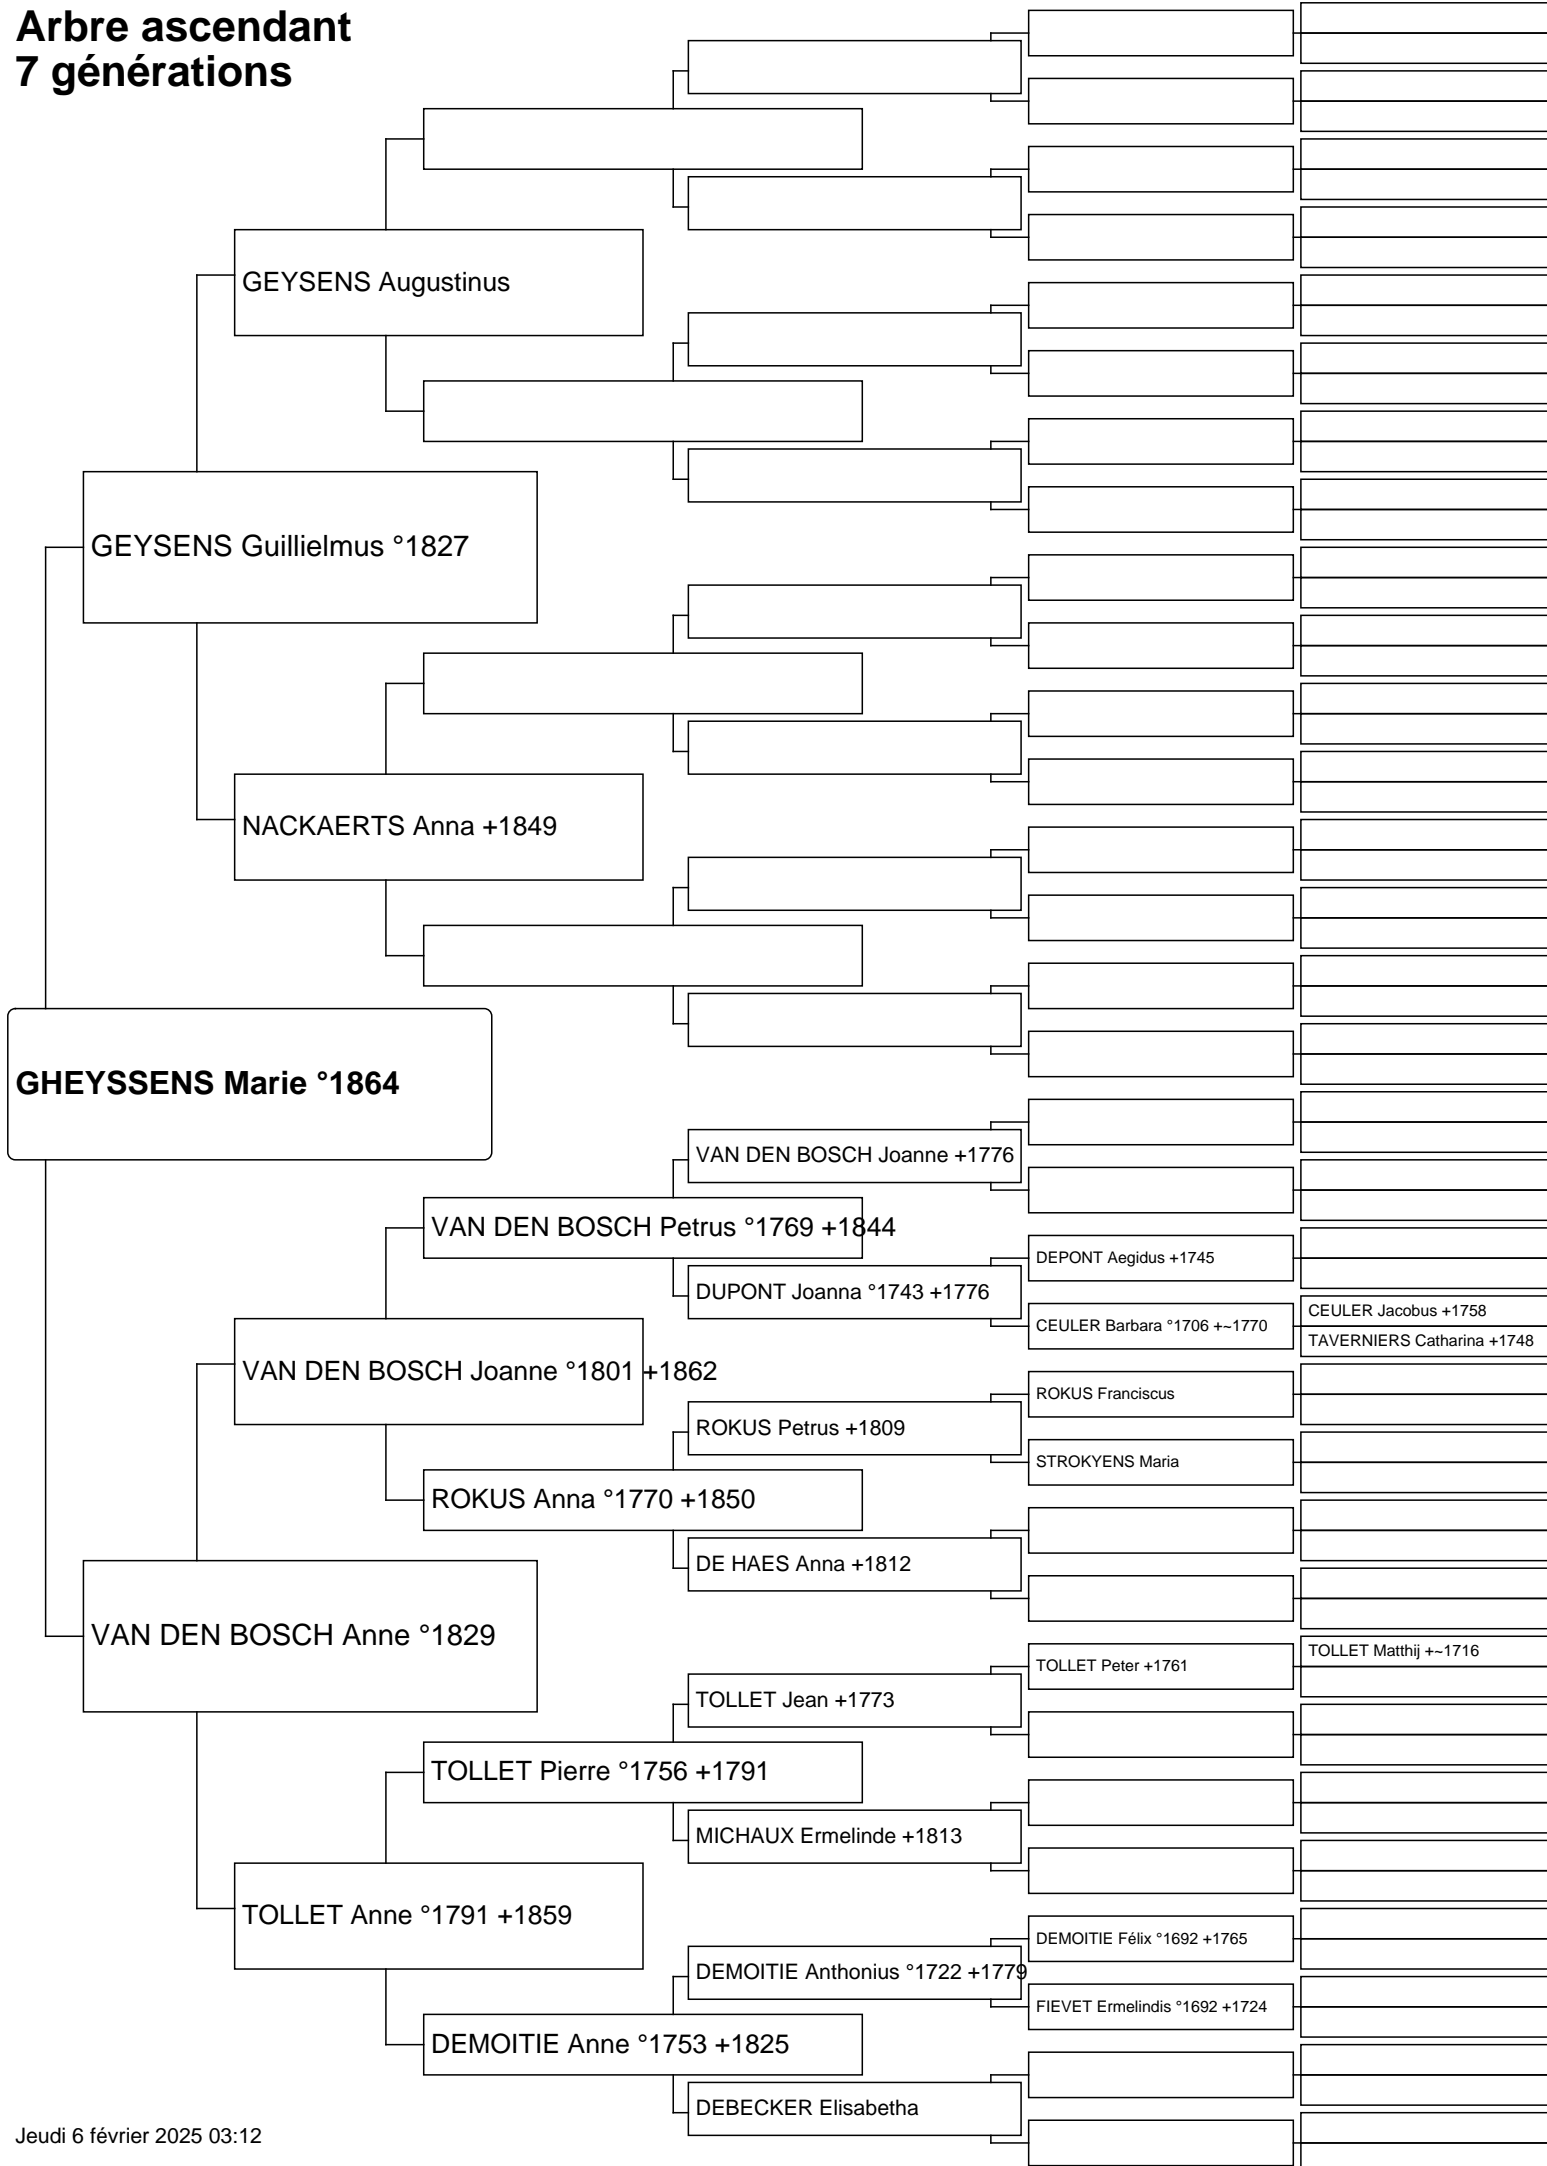 Arbre ascendant
7 générations
GEYSENS Augustinus
GEYSENS Guillielmus °1827
NACKAERTS Anna +1849
GHEYSSENS Marie °1864
VAN DEN BOSCH Joanne +1776
VAN DEN BOSCH Petrus °1769 +1844
DEPONT Aegidus +1745
DUPONT Joanna °1743 +1776
CEULER Jacobus +1758
CEULER Barbara °1706 +~1770
TAVERNIERS Catharina +1748
VAN DEN BOSCH Joanne °1801 +1862
ROKUS Franciscus
ROKUS Petrus +1809
STROKYENS Maria
ROKUS Anna °1770 +1850
DE HAES Anna +1812
VAN DEN BOSCH Anne °1829
TOLLET Matthij +~1716
TOLLET Peter +1761
TOLLET Jean +1773
TOLLET Pierre °1756 +1791
MICHAUX Ermelinde +1813
TOLLET Anne °1791 +1859
DEMOITIE Félix °1692 +1765
DEMOITIE Anthonius °1722 +1779
FIEVET Ermelindis °1692 +1724
DEMOITIE Anne °1753 +1825
DEBECKER Elisabetha
Jeudi 6 février 2025 03:12